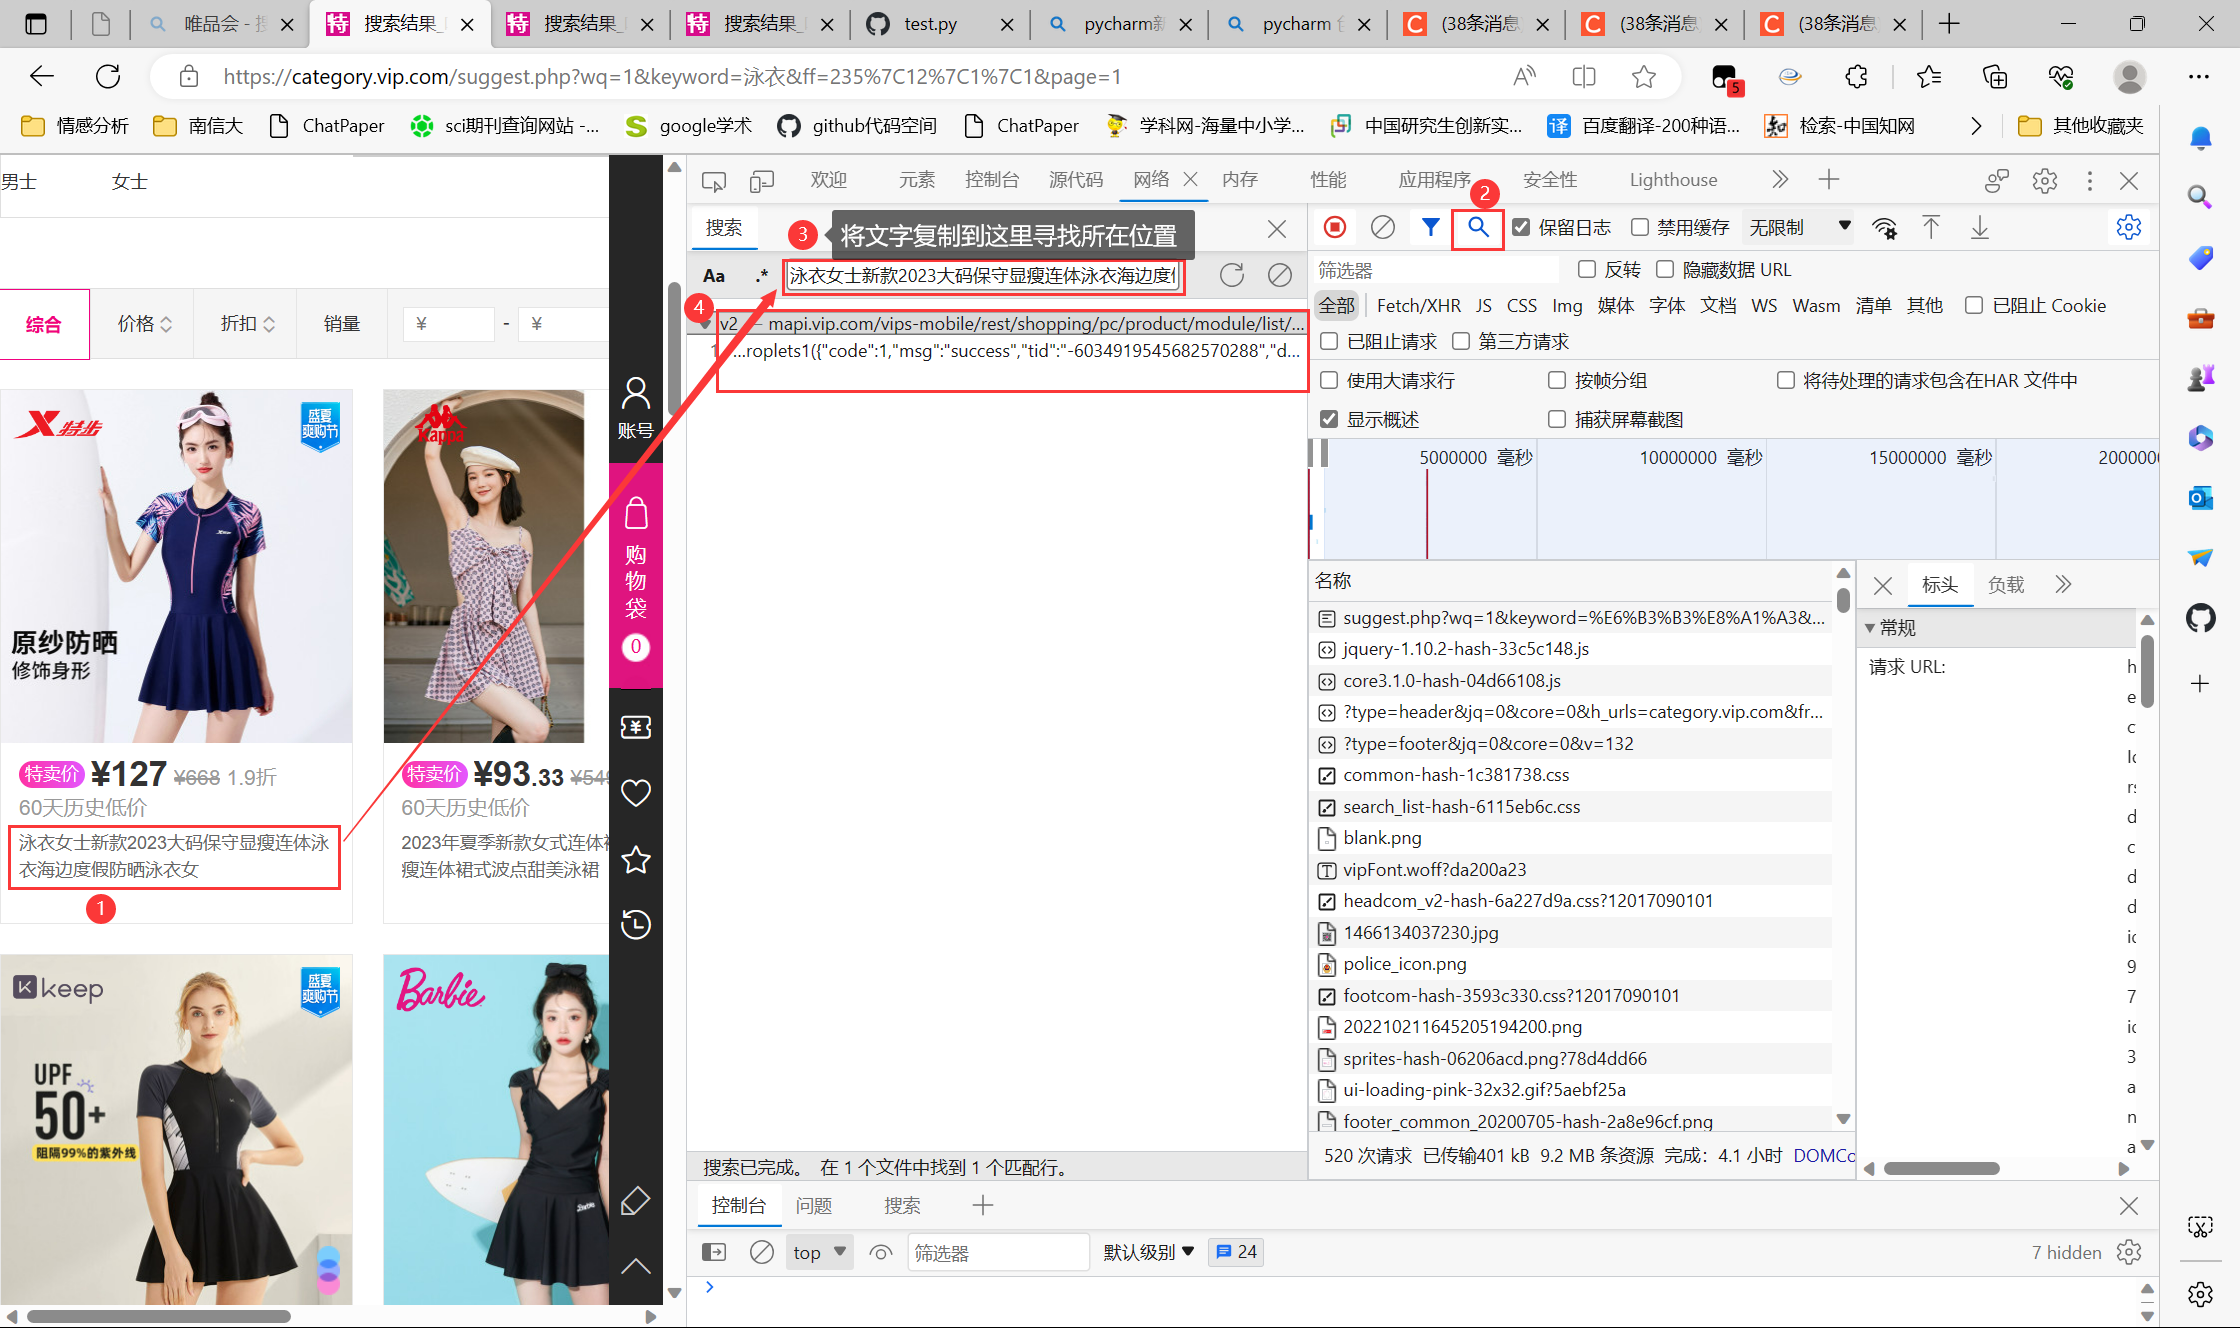 唯品会 - 搜
搜索结果_
搜索结果_
搜索结果_
test.py
pycharm新
pycharm
(38条消息
(38条消息
(38条消息
https://category.vip.com/suggest.php?wq=1&keyword=泳衣&ff=235%7C12%7C1%7C1&page=1
5
情感分析
南信大
ChatPaper
sci期刊查询网站 -...
google学术
github代码空间
ChatPaper
学科网-海量中小学...
中国研究生创新实...
百度翻译-200种语...
检索-中国知网
其他收藏夹
男士
女士
综合
价格
折扣
销量
¥ - ¥
特步
盛夏
爽购节
原纱防晒
修饰身形
Kappa
特卖价 ¥127 ¥668 1.9折
60天历史低价
泳衣女士新款2023大码保守显瘦连体泳
衣海边度假防晒泳衣女
1
特卖价 ¥93.33 ¥549
60天历史低价
2023年夏季新款女式连体裙
瘦连体裙式波点甜美泳裙
keep
盛夏
爽购节
UPF
50+
阻隔99%的紫外线
Barbie
Barbie
账号
购
物
袋
0
欢迎
元素
控制台
源代码
网络
内存
性能
应用程序
安全性
Lighthouse
2
搜索
3
将文字复制到这里寻找所在位置
Aa
.*
泳衣女士新款2023大码保守显瘦连体泳衣海边度假
4
v2 — mapi.vip.com/vips-mobile/rest/shopping/pc/product/module/list/...
1 ...roplets1({"code":1,"msg":"success","tid":"-6034919545682570288","d...
搜索已完成。 在 1 个文件中找到 1 个匹配行。
保留日志
禁用缓存
无限制
筛选器
反转
隐藏数据 URL
全部
Fetch/XHR
JS
CSS
Img
媒体
字体
文档
WS
Wasm
清单
其他
已阻止 Cookie
已阻止请求
第三方请求
使用大请求行
按帧分组
将待处理的请求包含在HAR 文件中
显示概述
捕获屏幕截图
5000000 毫秒
10000000 毫秒
15000000 毫秒
2000000
名称
suggest.php?wq=1&keyword=%E6%B3%B3%E8%A1%A3&...
jquery-1.10.2-hash-33c5c148.js
core3.1.0-hash-04d66108.js
?type=header&jq=0&core=0&h_urls=category.vip.com&fr...
?type=footer&jq=0&core=0&v=132
common-hash-1c381738.css
search_list-hash-6115eb6c.css
blank.png
vipFont.woff?da200a23
headcom_v2-hash-6a227d9a.css?12017090101
1466134037230.jpg
police_icon.png
footcom-hash-3593c330.css?12017090101
202210211645205194200.png
sprites-hash-06206acd.png?78d4dd66
ui-loading-pink-32x32.gif?5aebf25a
footer_common_20200705-hash-2a8e96cf.png
520 次请求 已传输401 kB 9.2 MB 条资源 完成：4.1 小时 DOMCo
标头
负载
常规
请求 URL:
h
e
c
lc
rs
d
c
d
d
ic
9
7
ic
3
a
n
a
控制台
问题
搜索
top
筛选器
默认级别
24
7 hidden